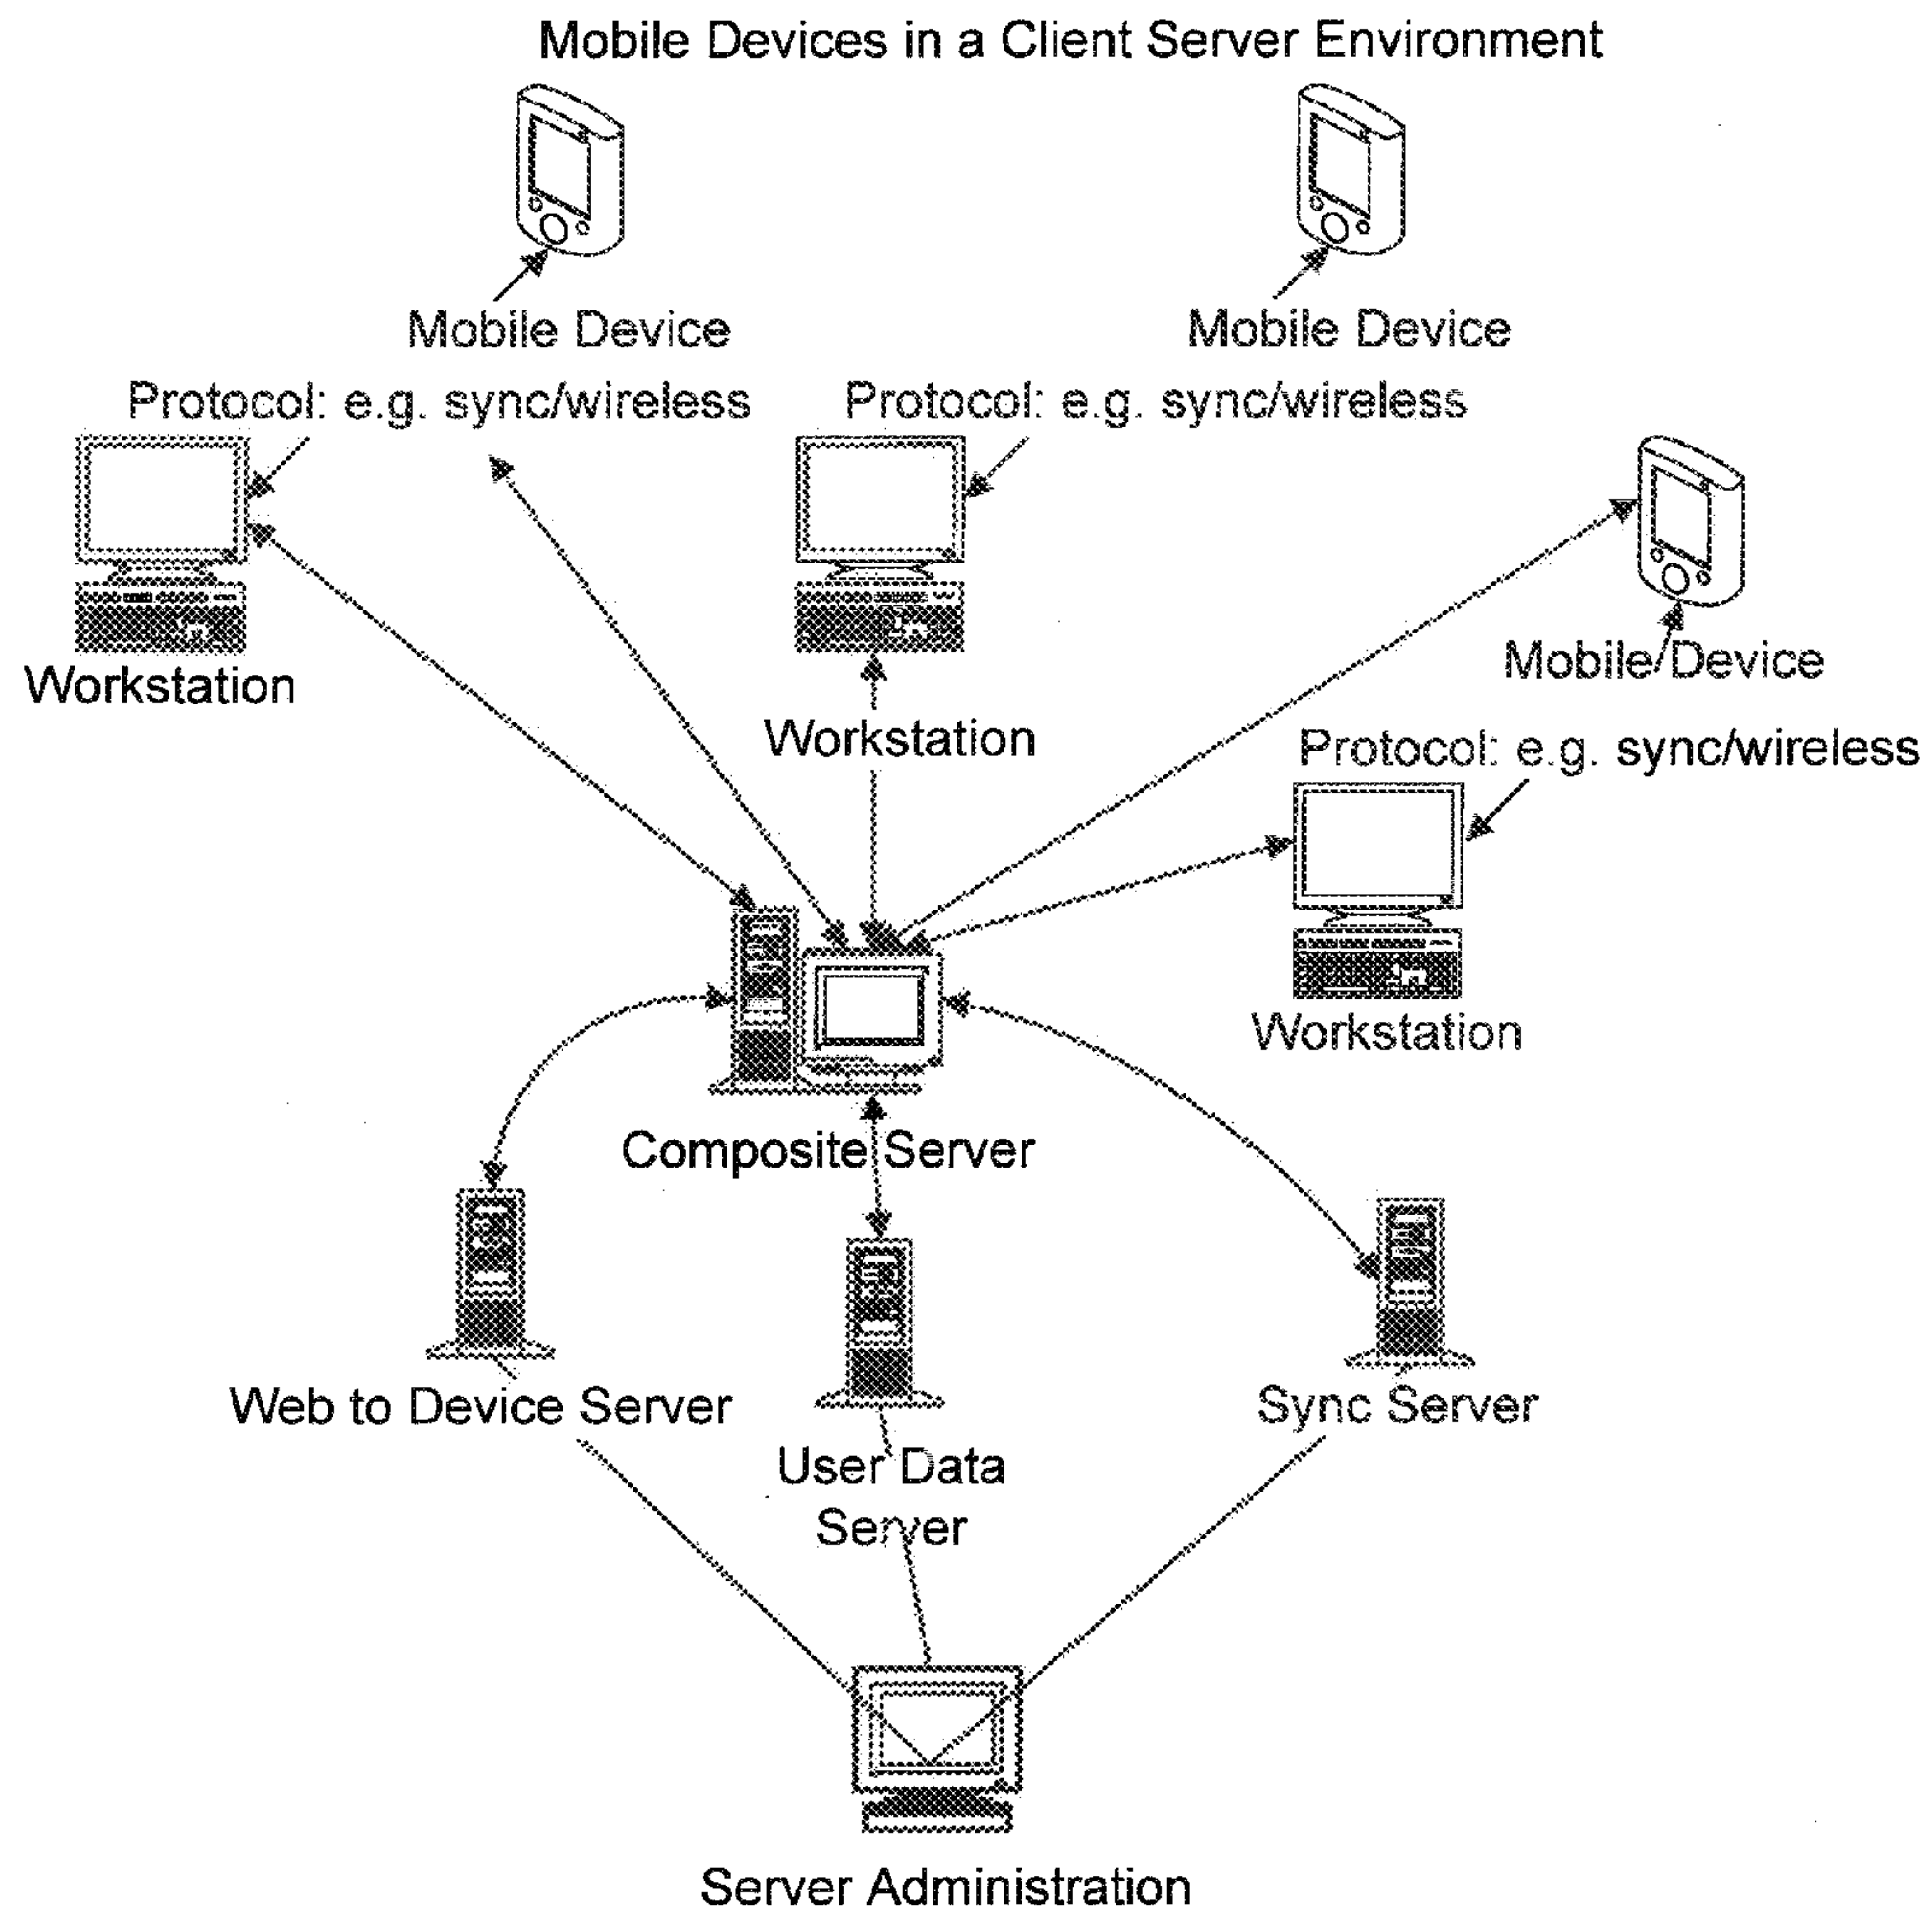 Mobile Devices in a Client Server Environment
Mobile Device
Mobile Device
Protocol: e.g. sync/wireless
Protocol: e.g. sync/wireless
Workstation
Mobile Device
Workstation
Protocol: e.g. sync/wireless
Workstation
Composite Server
Web to Device Server
Sync Server
User Data
Server
Server Administration